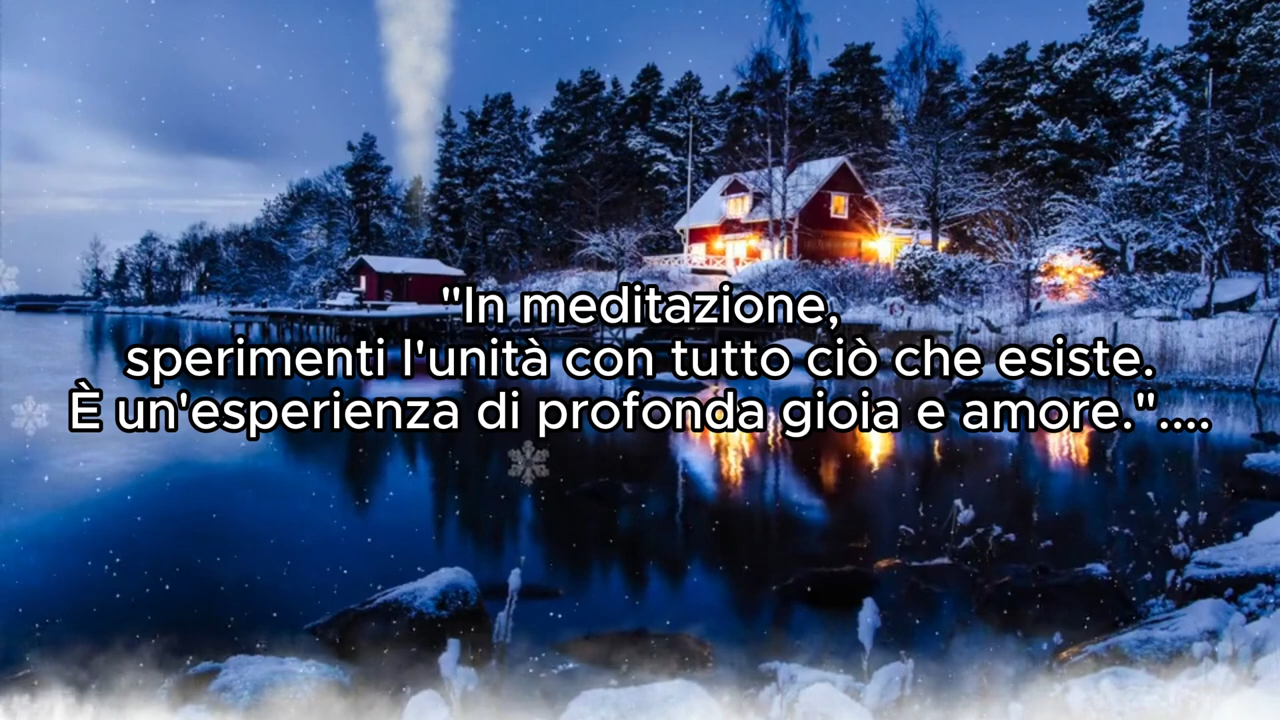 "In meditazione,
sperimenti l'unità con tutto ciò che esiste.
È un'esperienza di profonda gioia e amore."....